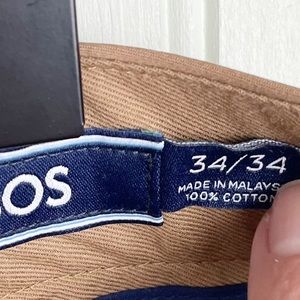 OS
34/34
MADE IN MALAYS
100% COTTON